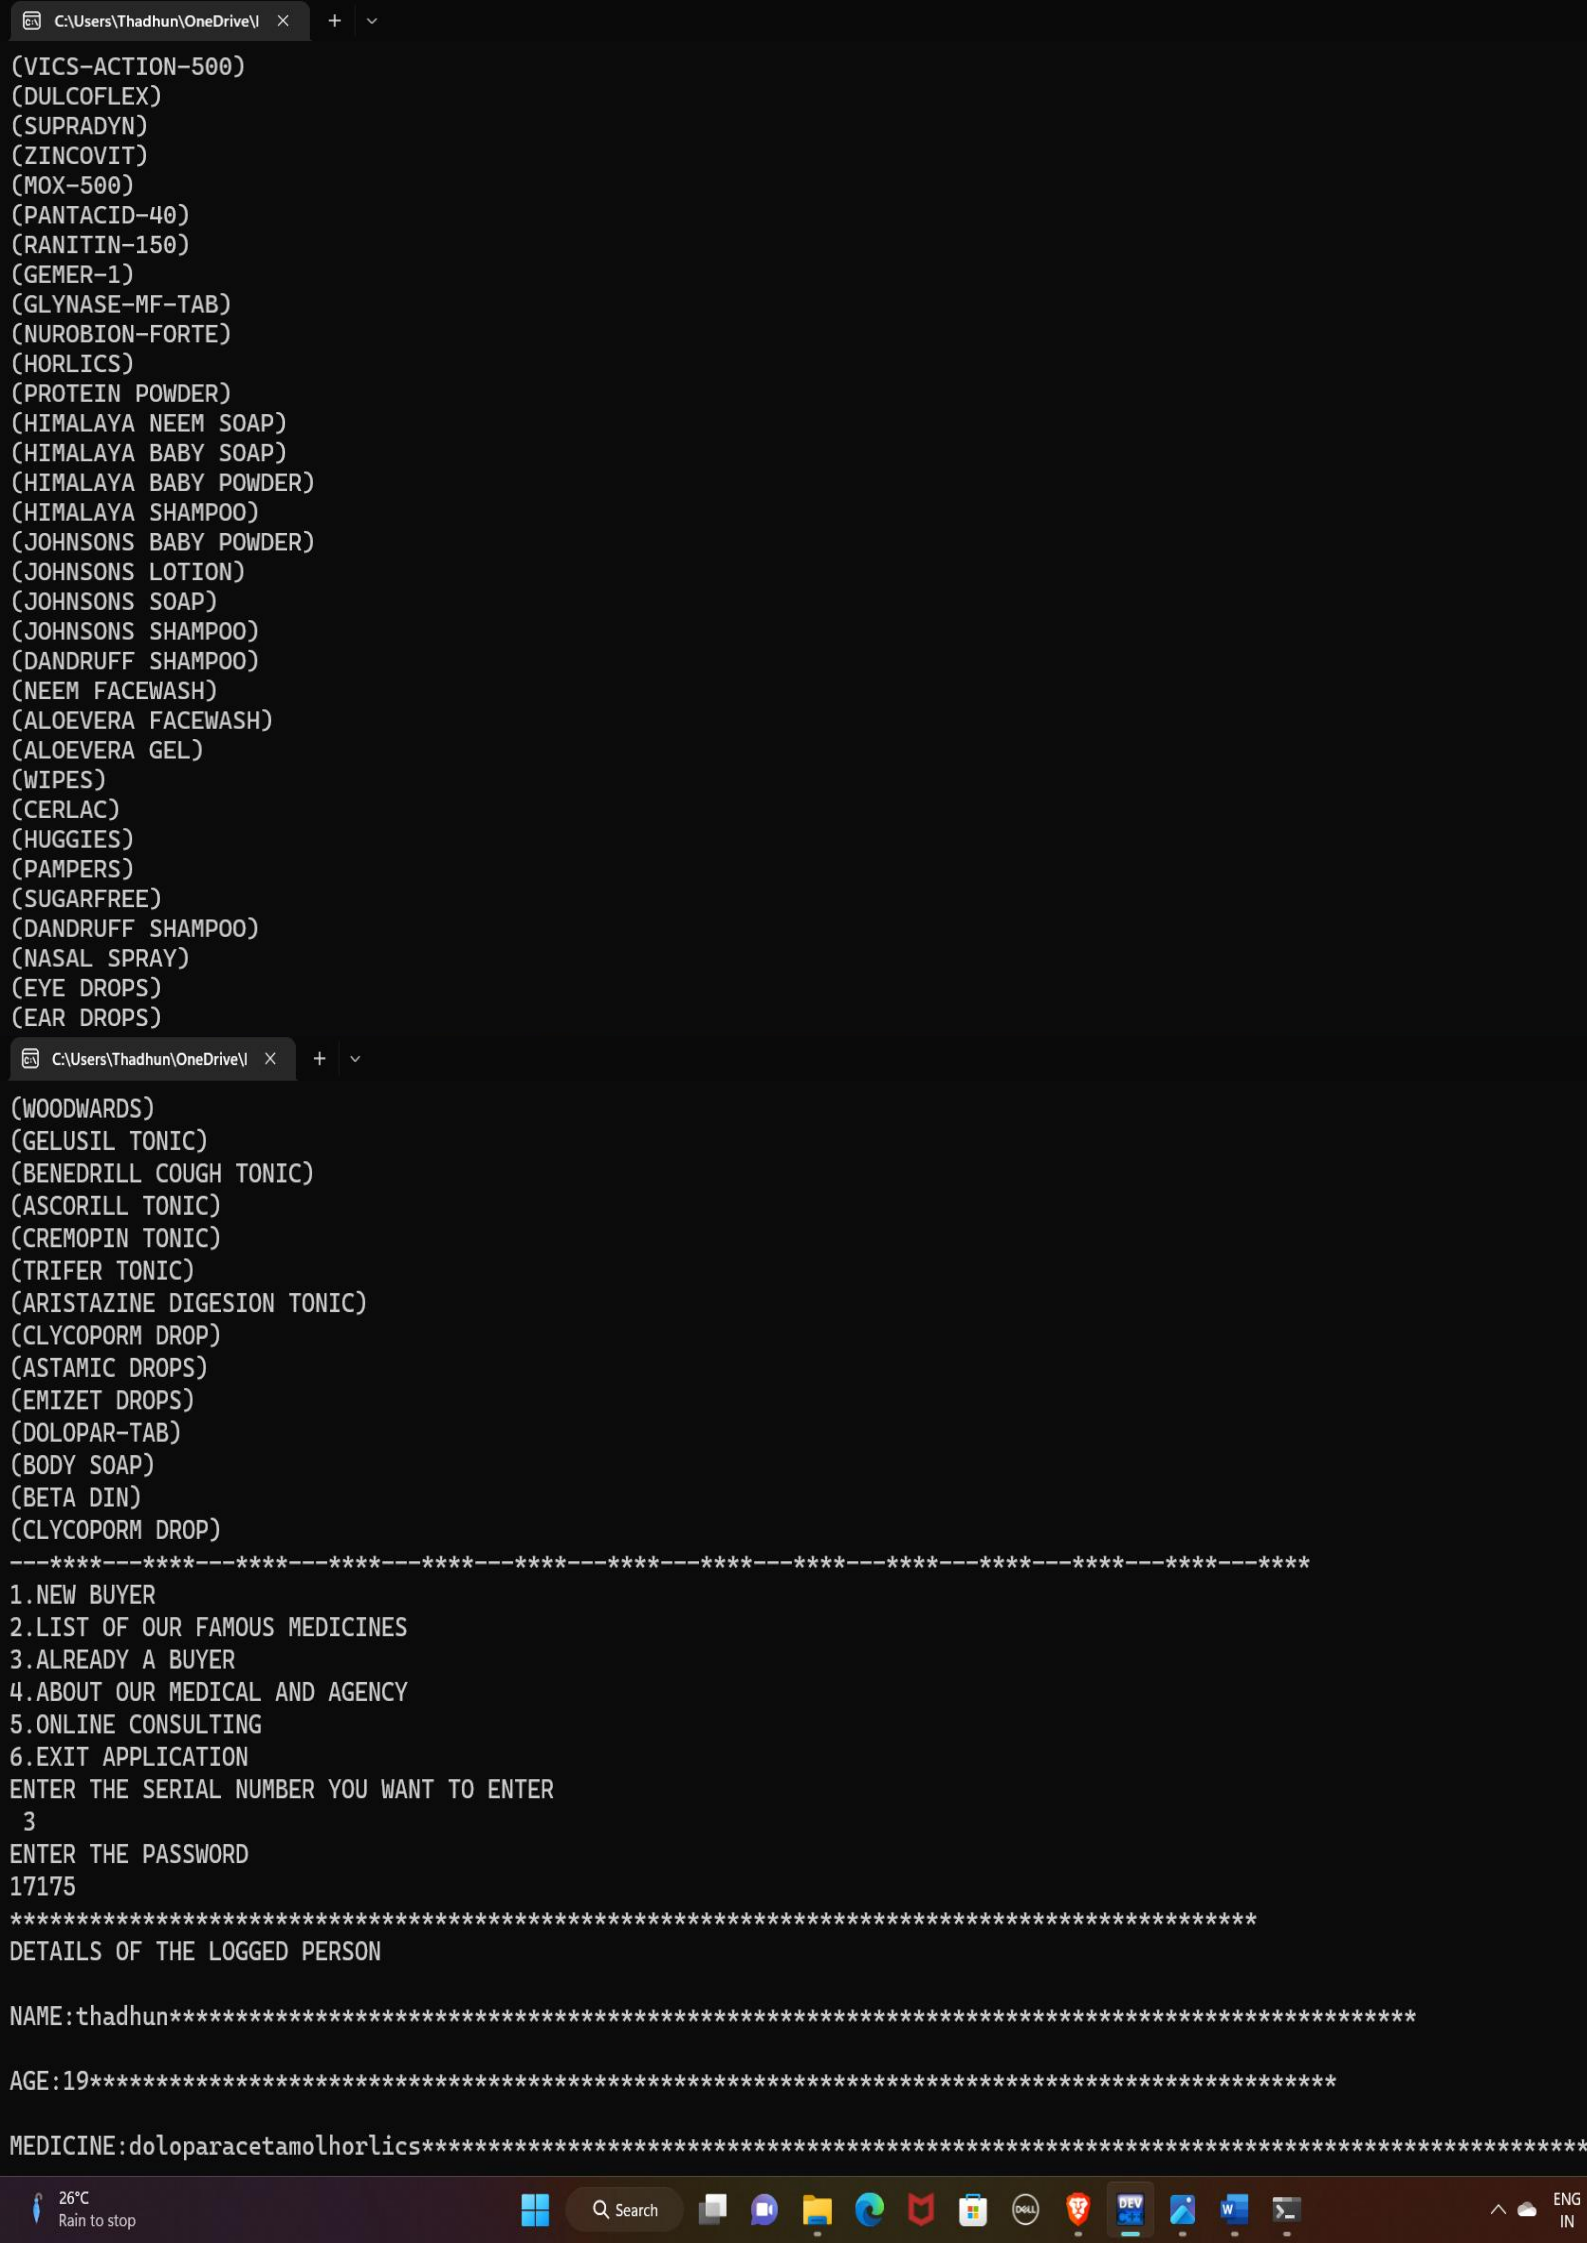 C:\Users\Thadhun\OneDrive\I
(VICS-ACTION-500)
(DULCOFLEX)
(SUPRADYN)
(ZINCOVIT)
(MOX-500)
(PANTACID-40)
(RANITIN-150)
(GEMER-1)
(GLYNASE-MF-TAB)
(NUROBION-FORTE)
(HORLICS)
(PROTEIN POWDER)
(HIMALAYA NEEM SOAP)
(HIMALAYA BABY SOAP)
(HIMALAYA BABY POWDER)
(HIMALAYA SHAMPOO)
(JOHNSONS BABY POWDER)
(JOHNSONS LOTION)
(JOHNSONS SOAP)
(JOHNSONS SHAMPOO)
(DANDRUFF SHAMPOO)
(NEEM FACEWASH)
(ALOEVERA FACEWASH)
(ALOEVERA GEL)
(WIPES)
(CERLAC)
(HUGGIES)
(PAMPERS)
(SUGARFREE)
(DANDRUFF SHAMPOO)
(NASAL SPRAY)
(EYE DROPS)
(EAR DROPS)
C:\Users\Thadhun\OneDrive\I
(WOODWARDS)
(GELUSIL TONIC)
(BENEDRILL COUGH TONIC)
(ASCORILL TONIC)
(CREMOPIN TONIC)
(TRIFER TONIC)
(ARISTAZINE DIGESION TONIC)
(CLYCOPORM DROP)
(ASTAMIC DROPS)
(EMIZET DROPS)
(DOLOPAR-TAB)
(BODY SOAP)
(BETA DIN)
(CLYCOPORM DROP)
---****---****---****---****---****---****---****---****---****---****---****---****---****---****
1.NEW BUYER
2.LIST OF OUR FAMOUS MEDICINES
3.ALREADY A BUYER
4.ABOUT OUR MEDICAL AND AGENCY
5.ONLINE CONSULTING
6.EXIT APPLICATION
ENTER THE SERIAL NUMBER YOU WANT TO ENTER
3
ENTER THE PASSWORD
17175
**********************************************************************************************
DETAILS OF THE LOGGED PERSON
NAME:thadhun**********************************************************************************************
AGE:19**********************************************************************************************
MEDICINE:doloparacetamolhorlics****************************************************************************************
26°C
Rain to stop
Search
DELL
DEV
C++
W
ENG
IN